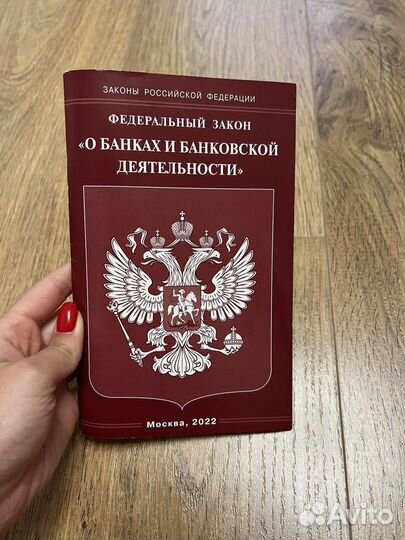 ЗАКОНЫ РОССИЙСКОЙ ФЕДЕРАЦИИ
ФЕДЕРАЛЬНЫЙ ЗАКОН
«О БАНКАХ И БАНКОВСКОЙ
ДЕЯТЕЛЬНОСТИ»
Москва, 2022
Avito